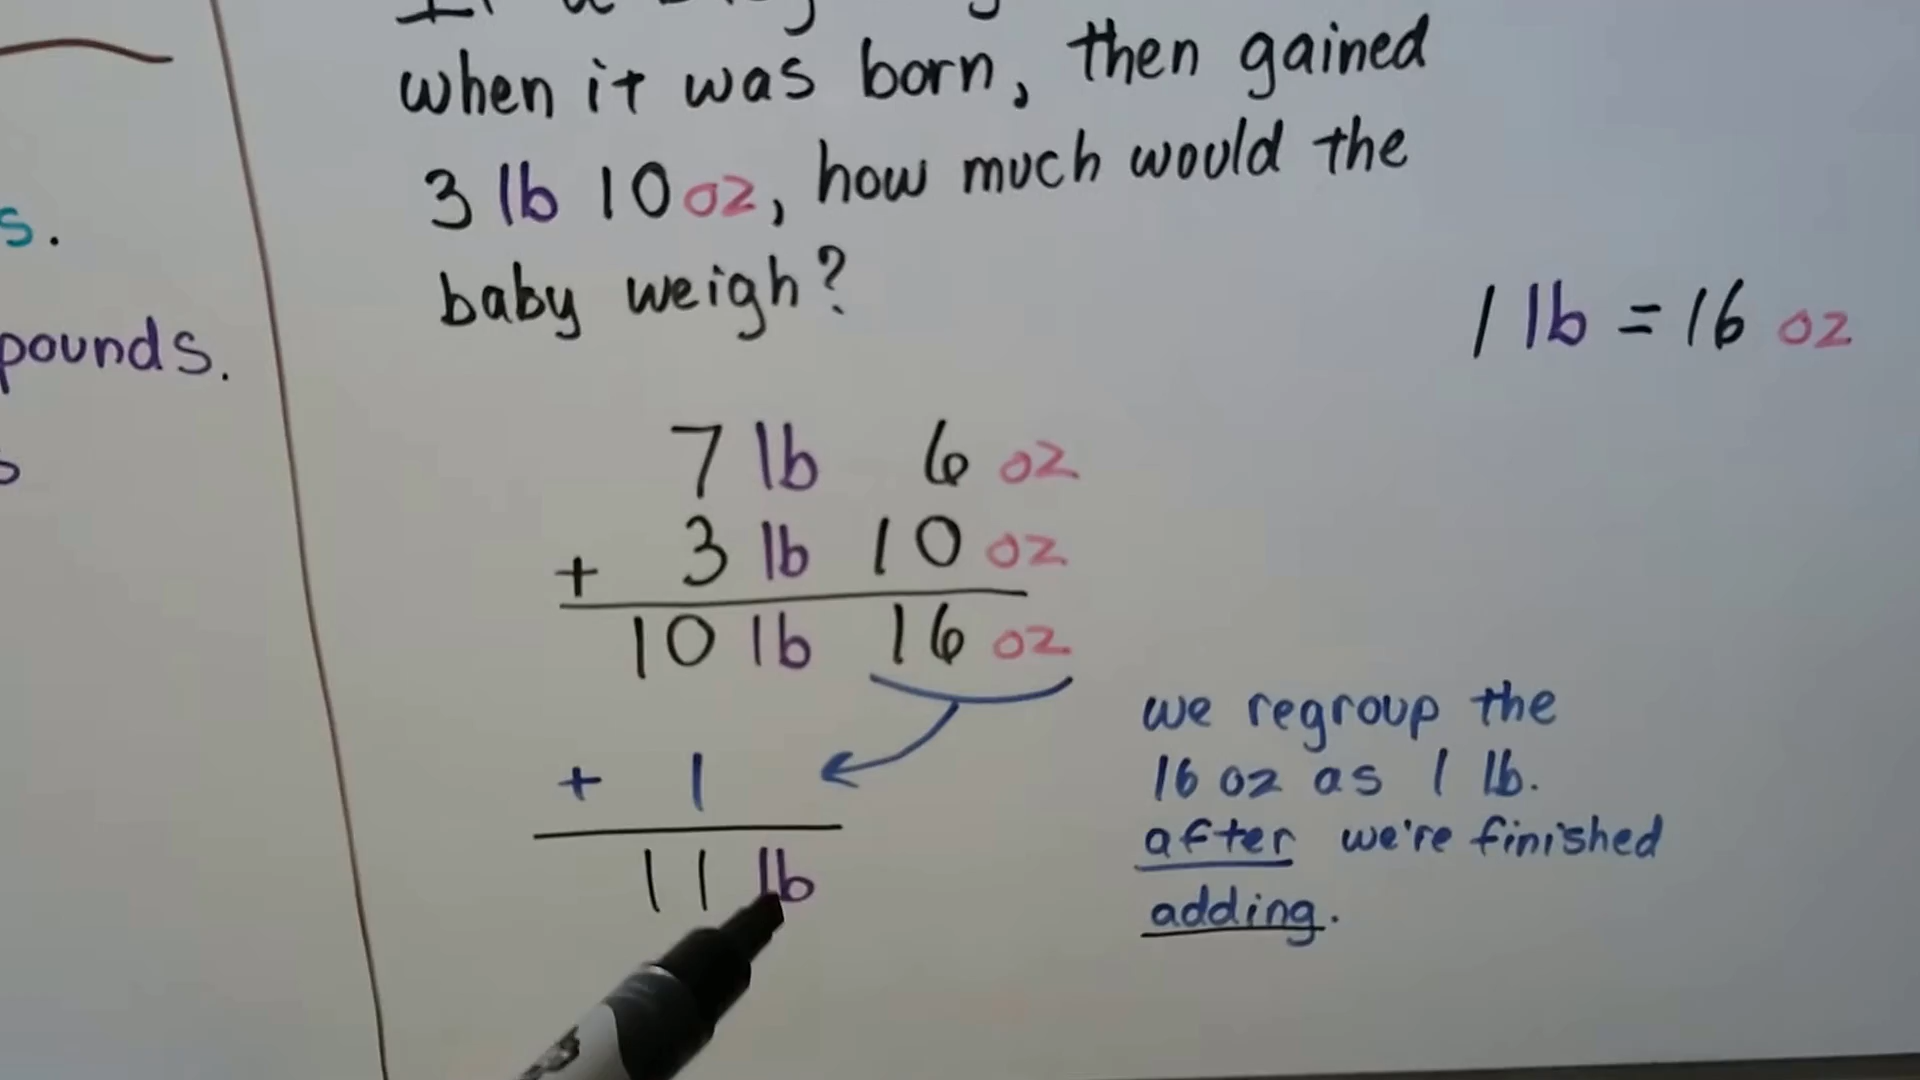 when it was born, then gained
3 lb 10 oz, how much would the
baby weigh?
s.
pounds.
1 lb = 16 oz
7 lb 6 oz
+ 3 lb 10 oz
10 lb 16 oz
+ 1
11 lb
we regroup the
16 oz as 1 lb.
after we're finished
adding.